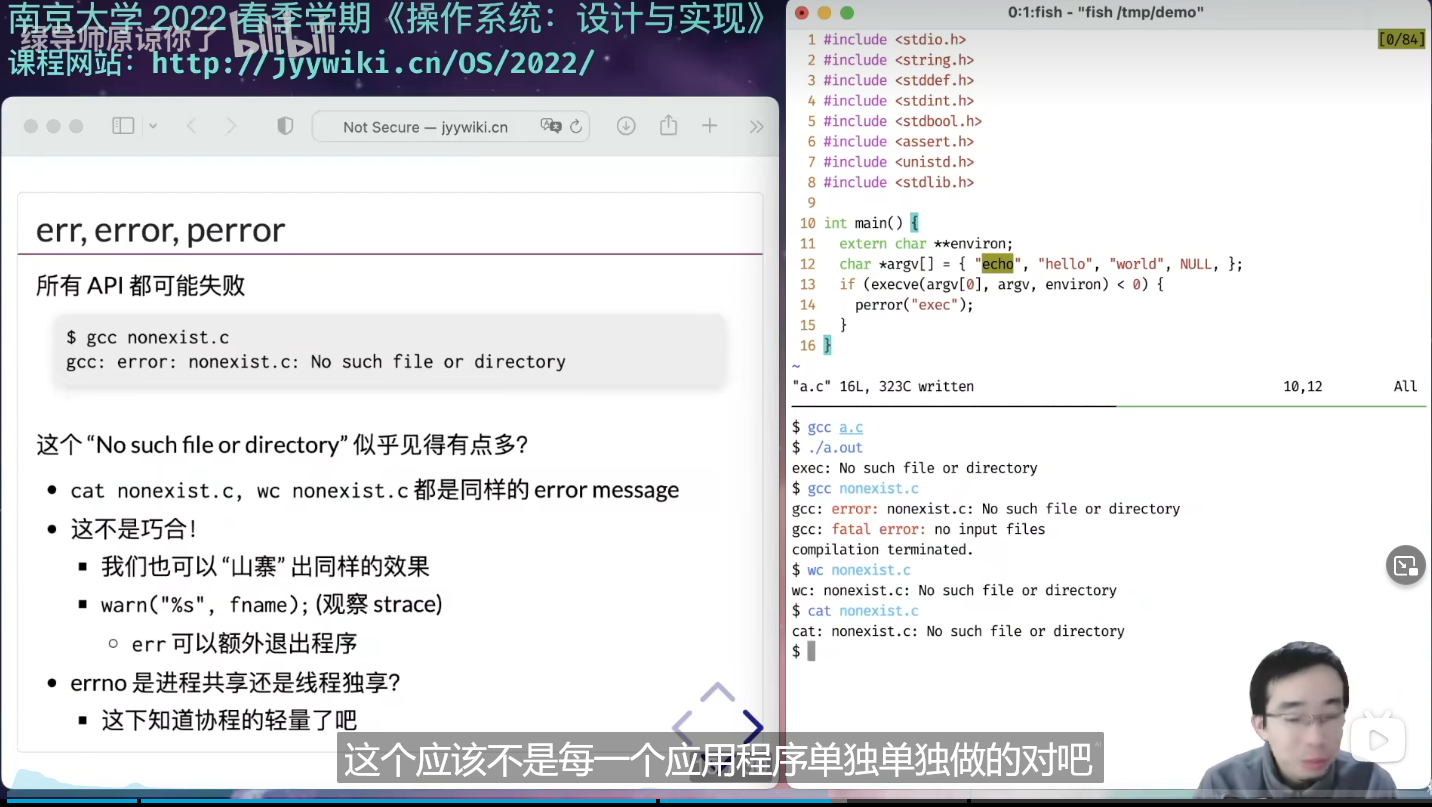 南京大学 2022 春季学期《操作系统：设计与实现》
绿导师原谅你了 bilibili
课程网站：http://jyywiki.cn/OS/2022/
Not Secure — jyywiki.cn
err, error, perror
所有 API 都可能失败
$ gcc nonexist.c
gcc: error: nonexist.c: No such file or directory
这个 “No such file or directory” 似乎见得有点多？
• cat nonexist.c, wc nonexist.c 都是同样的 error message
• 这不是巧合！
▪ 我们也可以 “山寨” 出同样的效果
▪ warn("%s", fname); (观察 strace)
○ err 可以额外退出程序
• errno 是进程共享还是线程独享？
▪ 这下知道协程的轻量了吧
0:1:fish - "fish /tmp/demo"
[0/84]
1 #include <stdio.h>
2 #include <string.h>
3 #include <stddef.h>
4 #include <stdint.h>
5 #include <stdbool.h>
6 #include <assert.h>
7 #include <unistd.h>
8 #include <stdlib.h>
9
10 int main() {
11   extern char **environ;
12   char *argv[] = { "echo", "hello", "world", NULL, };
13   if (execve(argv[0], argv, environ) < 0) {
14     perror("exec");
15   }
16 }
~
"a.c" 16L, 323C written 10,12 All
$ gcc a.c
$ ./a.out
exec: No such file or directory
$ gcc nonexist.c
gcc: error: nonexist.c: No such file or directory
gcc: fatal error: no input files
compilation terminated.
$ wc nonexist.c
wc: nonexist.c: No such file or directory
$ cat nonexist.c
cat: nonexist.c: No such file or directory
$
这个应该不是每一个应用程序单独单独做的对吧